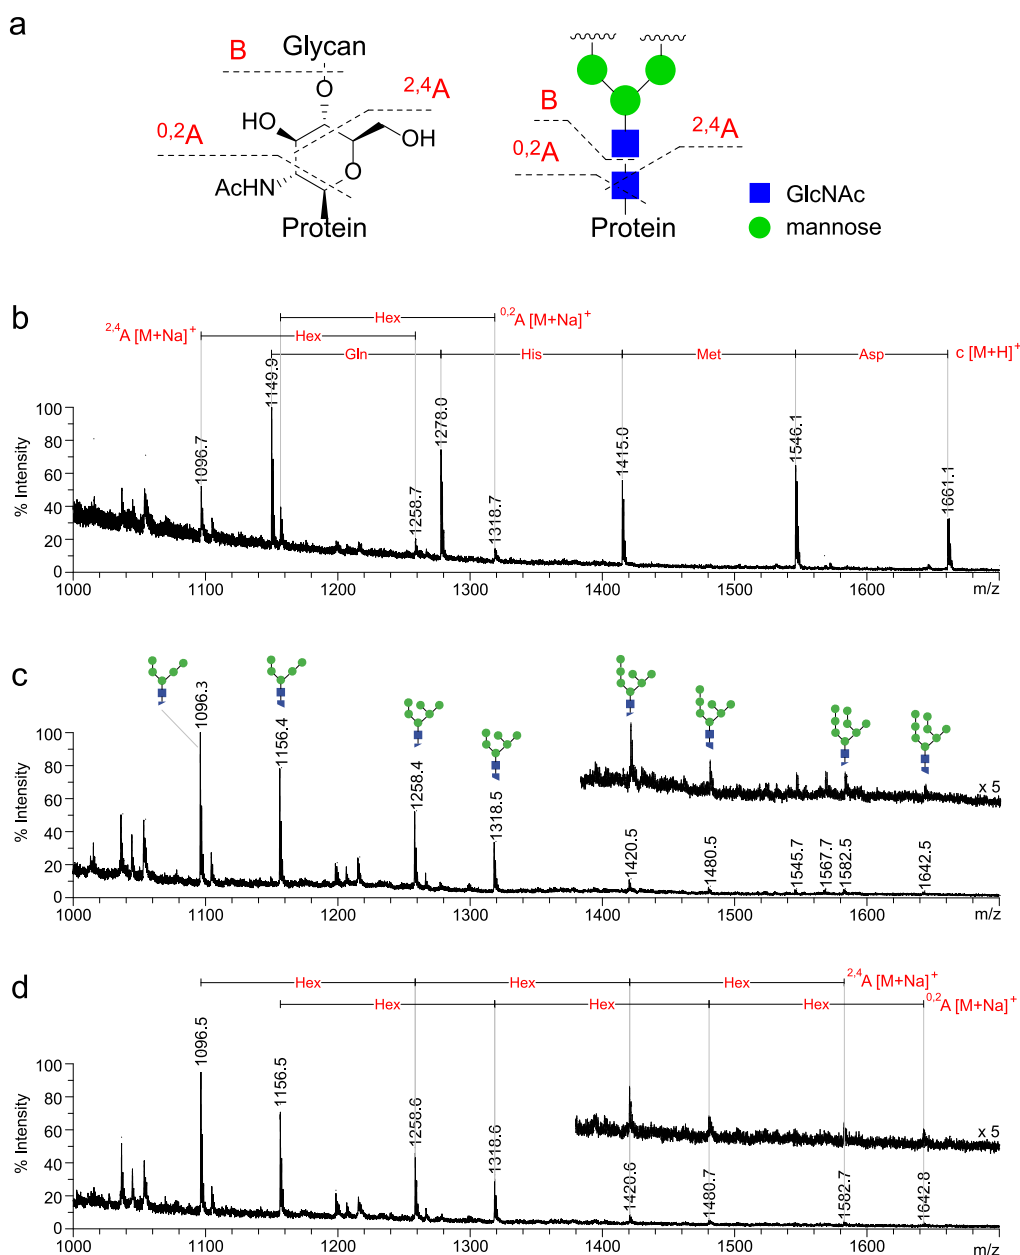 a
Glycan
B
O
2,4A
HO
OH
0,2A
O
AcHN
Protein
B
2,4A
0,2A
Protein
GlcNAc
mannose
b
Hex
0,2A [M+Na]+
2,4A [M+Na]+
Hex
Gln
His
Met
Asp
c [M+H]+
1096.7
1149.9
1258.7
1278.0
1318.7
1415.0
1546.1
1661.1
% Intensity
100
80
60
40
20
0
1000
1100
1200
1300
1400
1500
1600
m/z
c
1096.3
1156.4
1258.4
1318.5
1420.5
1480.5
1545.7
1567.7
1582.5
1642.5
x 5
% Intensity
100
80
60
40
20
0
1000
1100
1200
1300
1400
1500
1600
m/z
d
Hex
Hex
Hex
2,4A [M+Na]+
Hex
Hex
Hex
0,2A [M+Na]+
1096.5
1156.5
1258.6
1318.6
1420.6
1480.7
1582.7
1642.8
x 5
% Intensity
100
80
60
40
20
0
1000
1100
1200
1300
1400
1500
1600
m/z